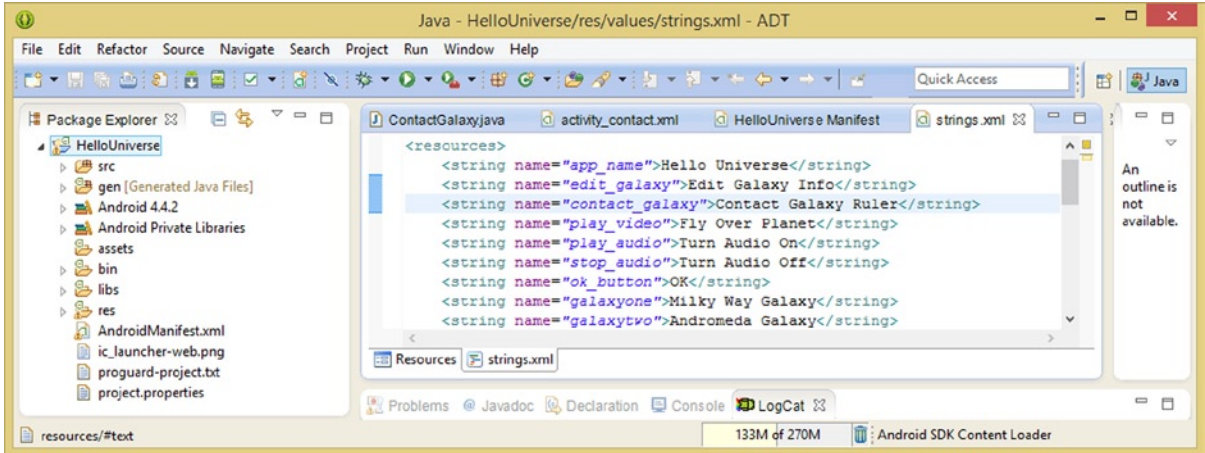 Java - HelloUniverse/res/values/strings.xml - ADT
File Edit Refactor Source Navigate Search Project Run Window Help
Quick Access
Java
Package Explorer
HelloUniverse
src
gen [Generated Java Files]
Android 4.4.2
Android Private Libraries
assets
bin
libs
res
AndroidManifest.xml
ic_launcher-web.png
proguard-project.txt
project.properties
ContactGalaxy.java activity_contact.xml HelloUniverse Manifest strings.xml
<resources>
<string name="app_name">Hello Universe</string>
<string name="edit_galaxy">Edit Galaxy Info</string>
<string name="contact_galaxy">Contact Galaxy Ruler</string>
<string name="play_video">Fly Over Planet</string>
<string name="play_audio">Turn Audio On</string>
<string name="stop_audio">Turn Audio Off</string>
<string name="ok_button">OK</string>
<string name="galaxyone">Milky Way Galaxy</string>
<string name="galaxytwo">Andromeda Galaxy</string>
Resources strings.xml
An
outline is
not
available.
Problems @ Javadoc Declaration Console LogCat
resources/#text
133M of 270M
Android SDK Content Loader